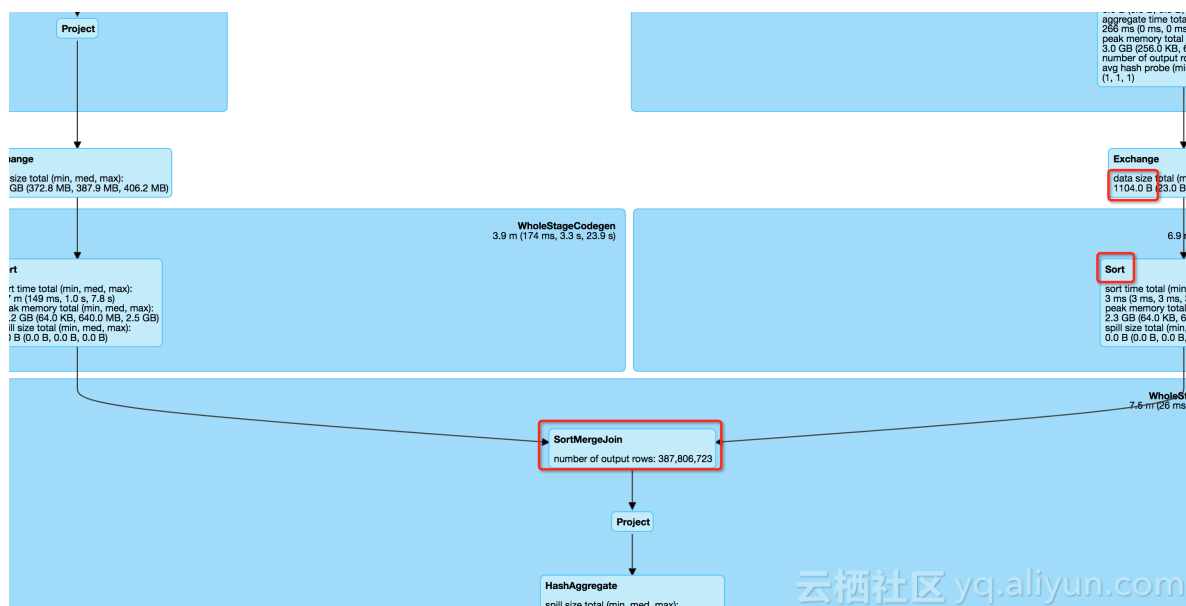 Project
aggregate time tota
266 ms (0 ms, 0 ms
peak memory total
3.0 GB (256.0 KB, 6
number of output ro
avg hash probe (mi
(1, 1, 1)
ange
size total (min, med, max):
GB (372.8 MB, 387.9 MB, 406.2 MB)
Exchange
data size total (m
1104.0 B (23.0 B
WholeStageCodegen
3.9 m (174 ms, 3.3 s, 23.9 s)
6.9
rt
rt time total (min, med, max):
m (149 ms, 1.0 s, 7.8 s)
ak memory total (min, med, max):
.2 GB (64.0 KB, 640.0 MB, 2.5 GB)
ill size total (min, med, max):
B (0.0 B, 0.0 B, 0.0 B)
Sort
sort time total (min
3 ms (3 ms, 3 ms,
peak memory total
2.3 GB (64.0 KB, 6
spill size total (min,
0.0 B (0.0 B, 0.0 B,
WholeSt
7.5 m (26 ms
SortMergeJoin
number of output rows: 387,806,723
Project
HashAggregate
spill size total (min, med, max):
云栖社区 yq.aliyun.com